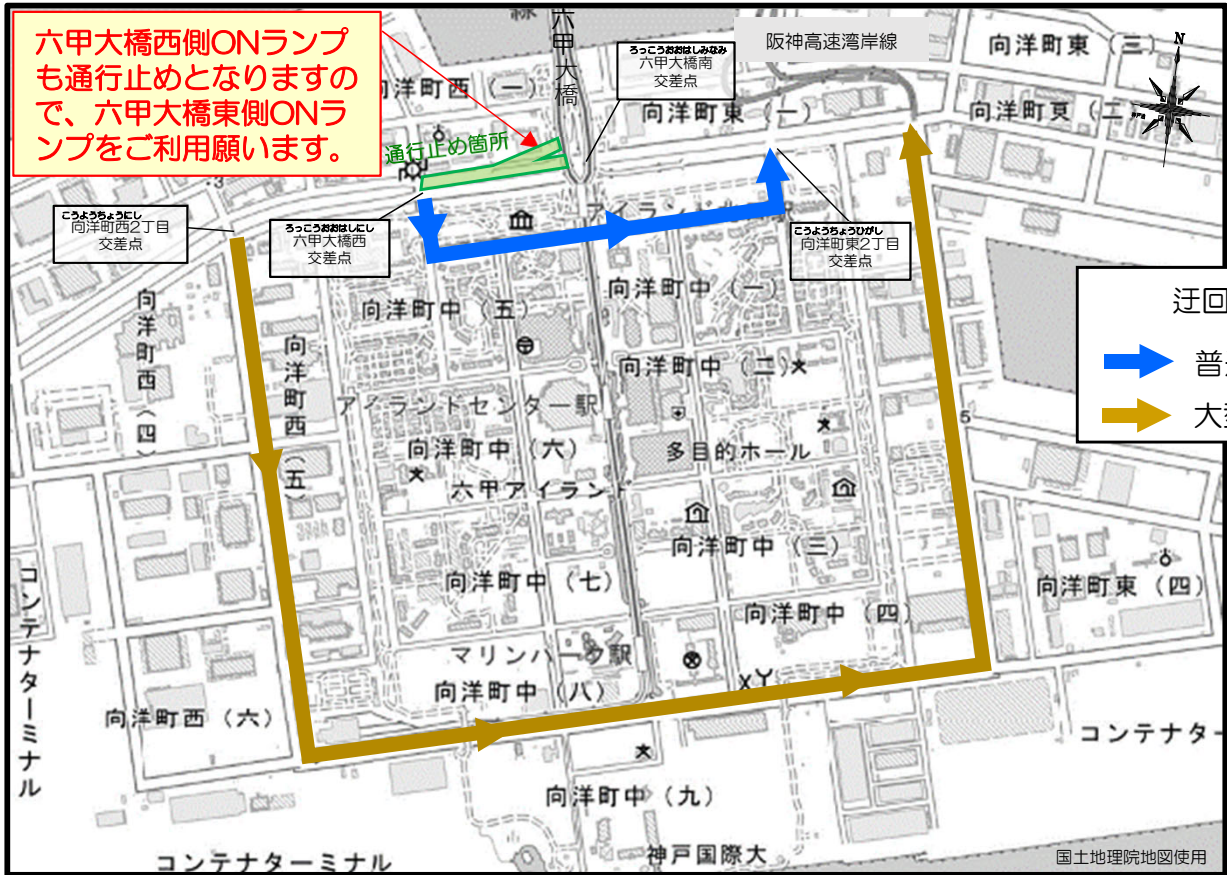 六甲大橋西側ONランプ
も通行止めとなりますの
で、六甲大橋東側ONラ
ンプをご利用願います。
線
六甲大橋
ろっこうおおはしみなみ
六甲大橋南
交差点
阪神高速湾岸線
向洋町東（三）
N
向洋町西（一）
向洋町東（一）
向洋町東（二
通行止め箇所
・3
こうようちょうにし
向洋町西2丁目
交差点
ろっこうおおはしにし
六甲大橋西
交差点
アイランド
駅
こうようちょうひがし
向洋町東2丁目
交差点
向洋町西（四）
向洋町西（五）
向洋町中（五）
向洋町中（一）
迂回
向洋町中（二）
普
大
アイランドセンター駅
5
向洋町中（六）
多目的ホール
六甲アイランド
向洋町中（三）
コンテナターミナル
向洋町中（七）
向洋町東（四）
向洋町中（四）
マリンパーク駅
向洋町西（六）
向洋町中（八）
コンテナター
向洋町中（九）
コンテナターミナル
神戸国際大
国土地理院地図使用